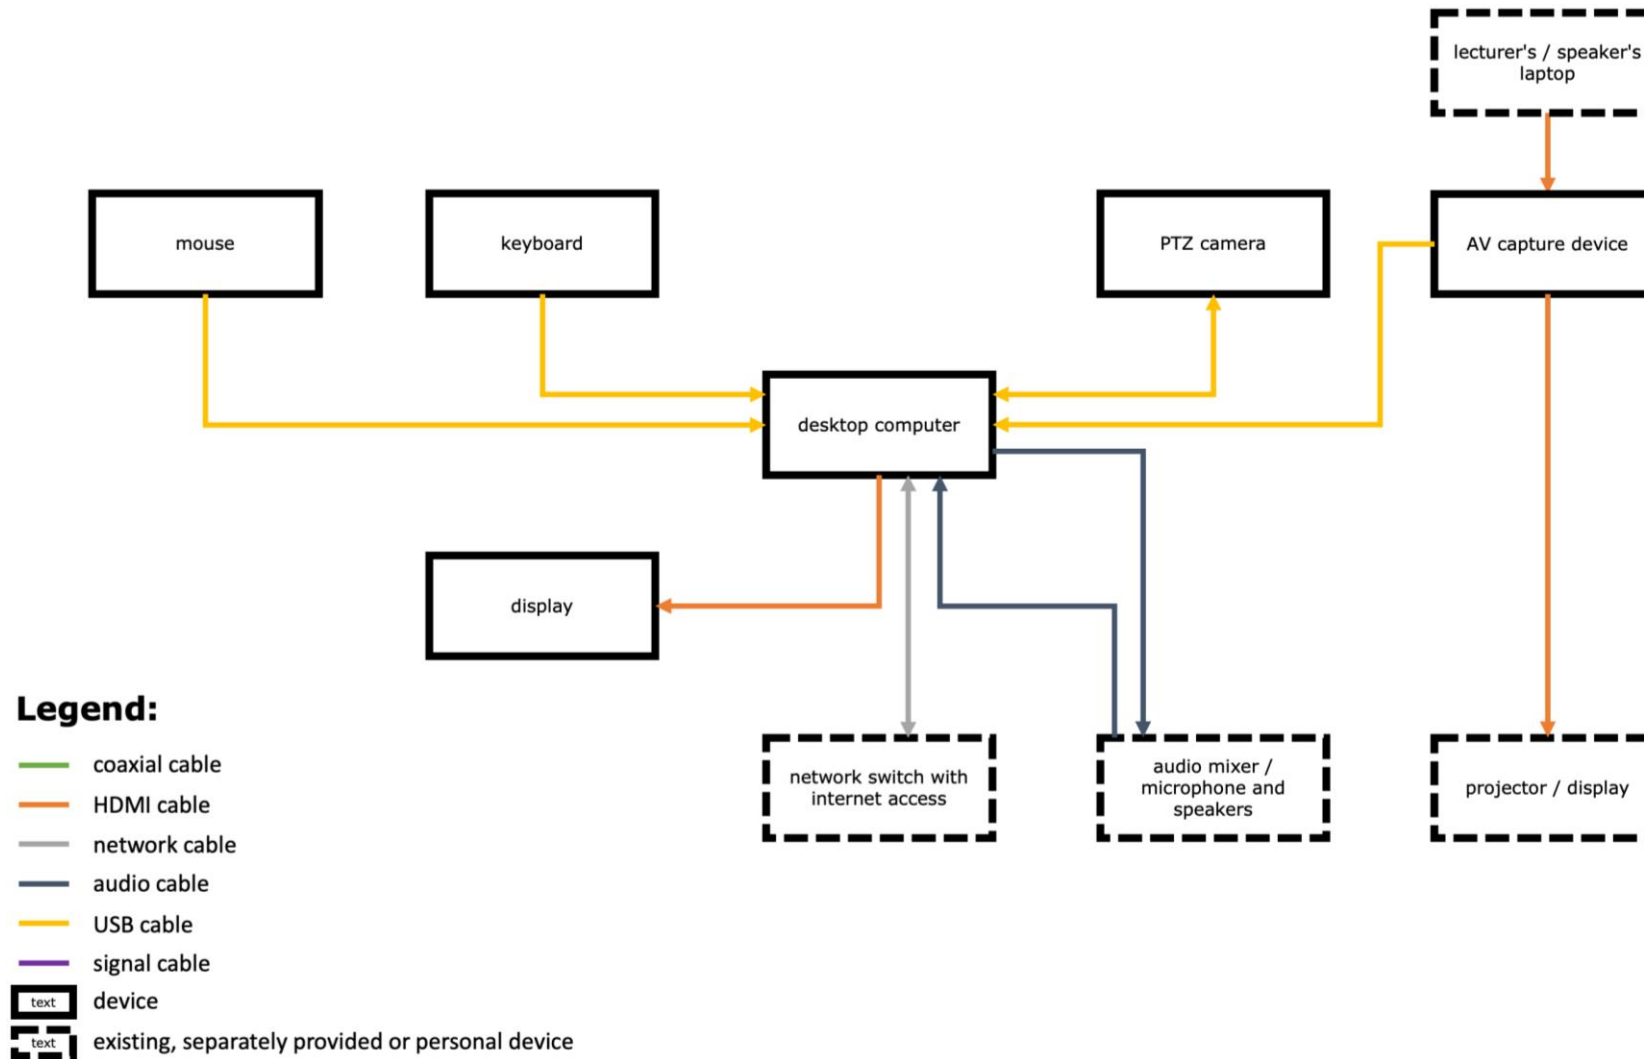 lecturer's / speaker's
laptop
mouse
keyboard
PTZ camera
AV capture device
desktop computer
display
network switch with
internet access
audio mixer /
microphone and
speakers
projector / display
Legend:
coaxial cable
HDMI cable
network cable
audio cable
USB cable
signal cable
text
device
text
existing, separately provided or personal device